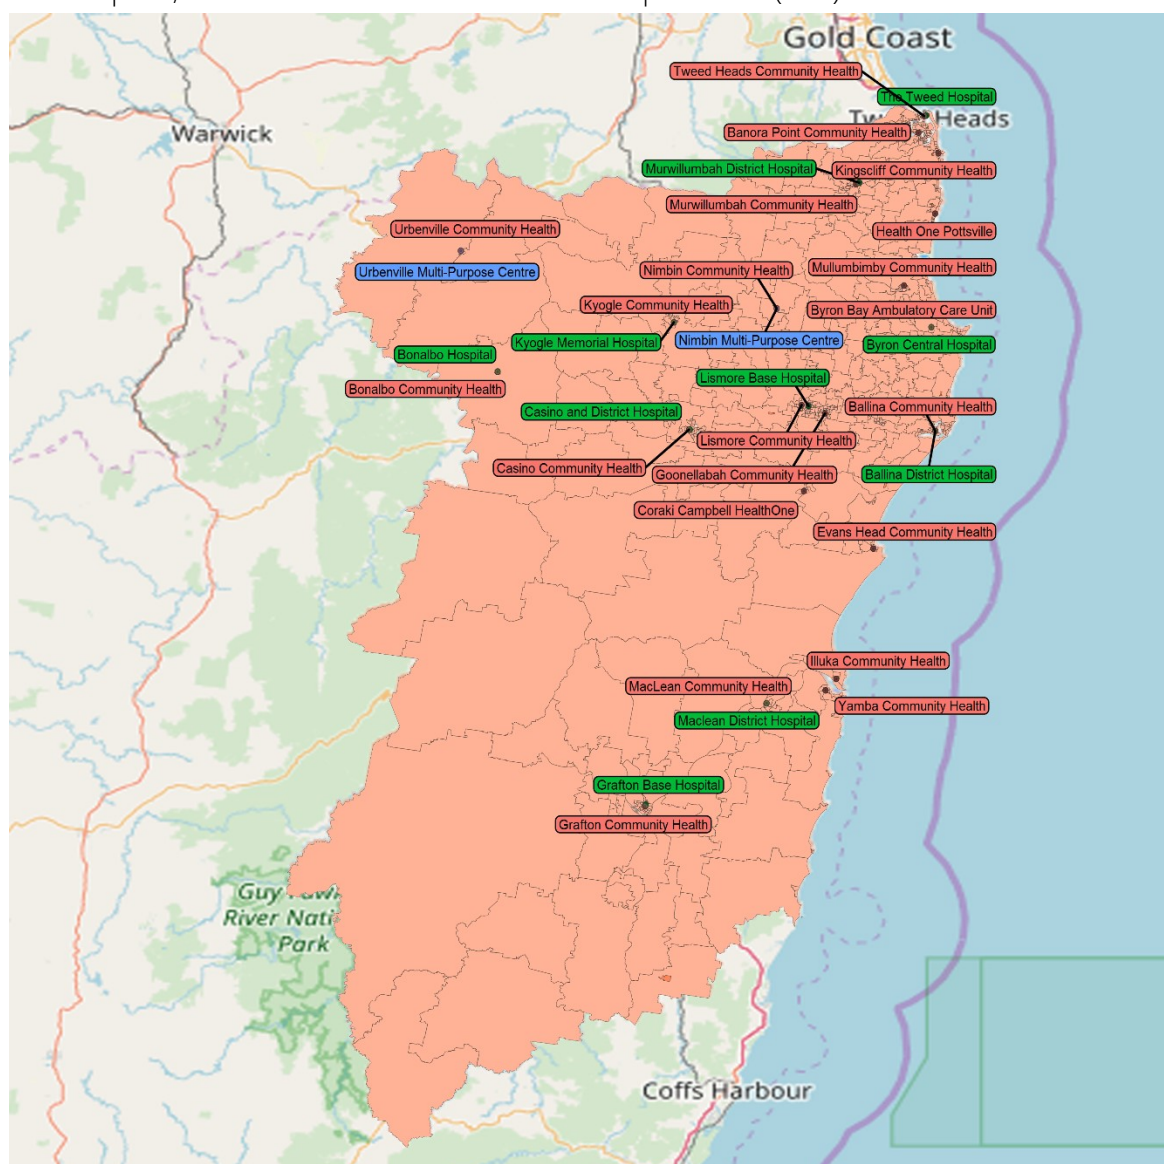 Gold Coast
Tweed Heads Community Health
The Tweed Hospital
Heads
Warwick
Banora Point Community Health
Murwillumbah District Hospital
Kingscliff Community Health
Murwillumbah Community Health
Urbenville Community Health
Health One Pottsville
Urbenville Multi-Purpose Centre
Nimbin Community Health
Mullumbimby Community Health
Kyogle Community Health
Byron Bay Ambulatory Care Unit
Kyogle Memorial Hospital
Nimbin Multi-Purpose Centre
Byron Central Hospital
Bonalbo Hospital
Lismore Base Hospital
Bonalbo Community Health
Casino and District Hospital
Ballina Community Health
Lismore Community Health
Casino Community Health
Goonellabah Community Health
Ballina District Hospital
Coraki Campbell HealthOne
Evans Head Community Health
Illuka Community Health
MacLean Community Health
Yamba Community Health
Maclean District Hospital
Grafton Base Hospital
Grafton Community Health
Guy
River Nati
Park
Coffs Harbour